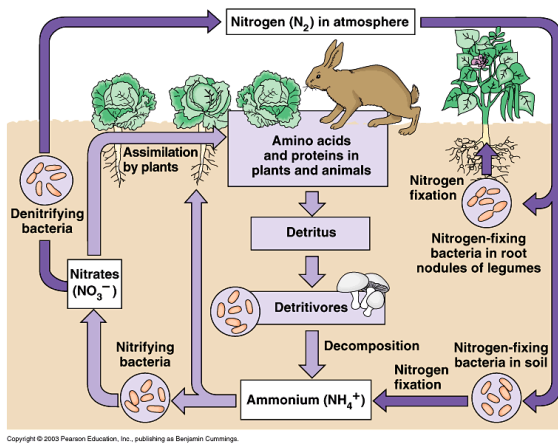 Nitrogen (N₂) in atmosphere
Assimilation
by plants
Amino acids
and proteins in
plants and animals
Denitrifying
bacteria
Nitrogen
fixation
Nitrogen-fixing
bacteria in root
nodules of legumes
Detritus
Nitrates
(NO₃⁻)
Detritivores
Decomposition
Nitrifying
bacteria
Nitrogen
fixation
Nitrogen-fixing
bacteria in soil
Ammonium (NH₄⁺)
Copyright © 2003 Pearson Education, Inc., publishing as Benjamin Cummings.